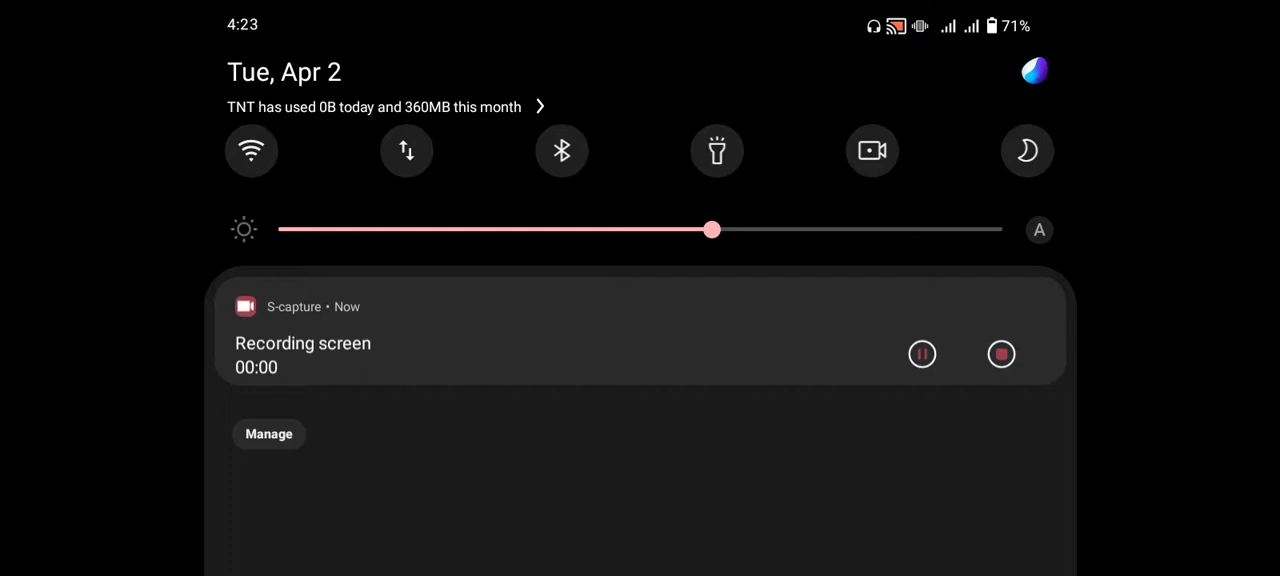 4:23
71%
Tue, Apr 2
TNT has used 0B today and 360MB this month
A
S-capture • Now
Recording screen
00:00
Manage